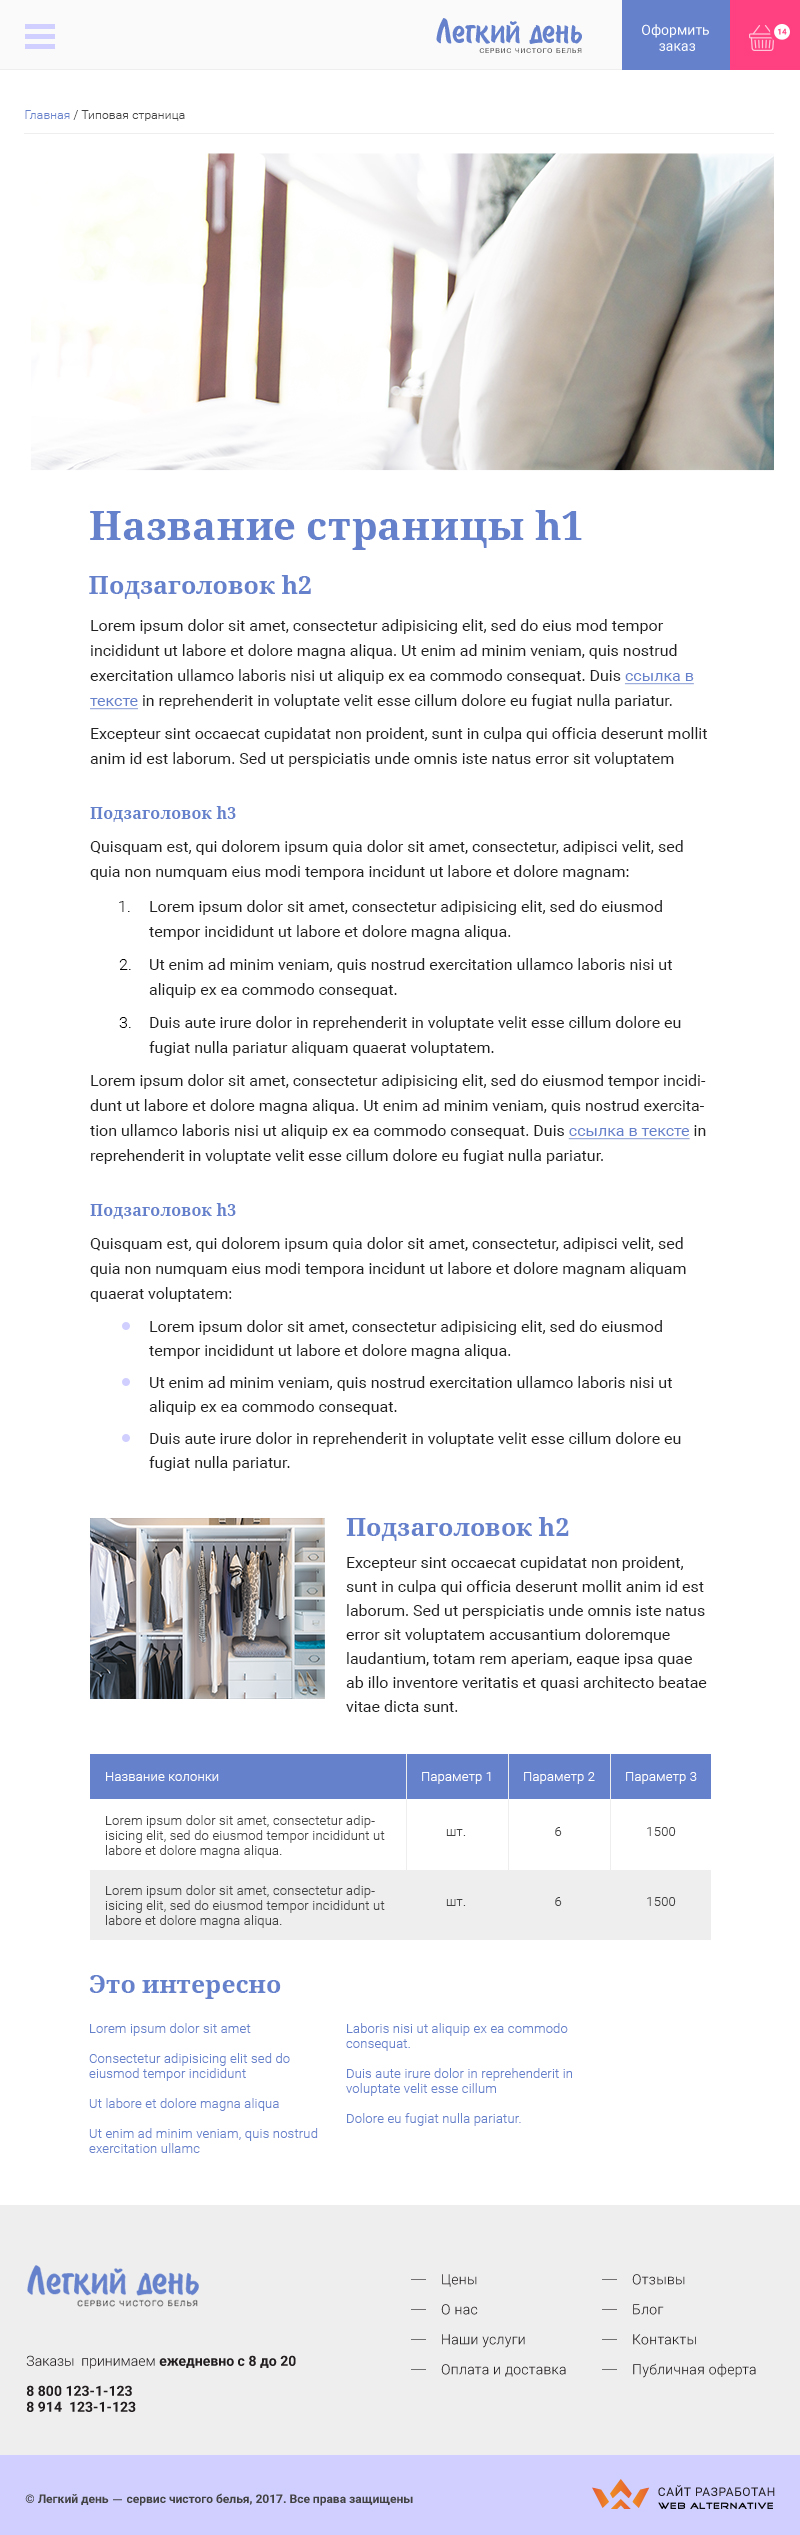 Легкий день
СЕРВИС ЧИСТОГО БЕЛЬЯ
Оформить
заказ
14
Главная / Типовая страница
Название страницы h1
Подзаголовок h2
Lorem ipsum dolor sit amet, consectetur adipisicing elit, sed do eius mod tempor
incididunt ut labore et dolore magna aliqua. Ut enim ad minim veniam, quis nostrud
exercitation ullamco laboris nisi ut aliquip ex ea commodo consequat. Duis ссылка в
тексте in reprehenderit in voluptate velit esse cillum dolore eu fugiat nulla pariatur.
Excepteur sint occaecat cupidatat non proident, sunt in culpa qui officia deserunt mollit
anim id est laborum. Sed ut perspiciatis unde omnis iste natus error sit voluptatem
Подзаголовок h3
Quisquam est, qui dolorem ipsum quia dolor sit amet, consectetur, adipisci velit, sed
quia non numquam eius modi tempora incidunt ut labore et dolore magnam:
1. Lorem ipsum dolor sit amet, consectetur adipisicing elit, sed do eiusmod
tempor incididunt ut labore et dolore magna aliqua.
2. Ut enim ad minim veniam, quis nostrud exercitation ullamco laboris nisi ut
aliquip ex ea commodo consequat.
3. Duis aute irure dolor in reprehenderit in voluptate velit esse cillum dolore eu
fugiat nulla pariatur aliquam quaerat voluptatem.
Lorem ipsum dolor sit amet, consectetur adipisicing elit, sed do eiusmod tempor incidi-
dunt ut labore et dolore magna aliqua. Ut enim ad minim veniam, quis nostrud exercita-
tion ullamco laboris nisi ut aliquip ex ea commodo consequat. Duis ссылка в тексте in
reprehenderit in voluptate velit esse cillum dolore eu fugiat nulla pariatur.
Подзаголовок h3
Quisquam est, qui dolorem ipsum quia dolor sit amet, consectetur, adipisci velit, sed
quia non numquam eius modi tempora incidunt ut labore et dolore magnam aliquam
quaerat voluptatem:
Lorem ipsum dolor sit amet, consectetur adipisicing elit, sed do eiusmod
tempor incididunt ut labore et dolore magna aliqua.
Ut enim ad minim veniam, quis nostrud exercitation ullamco laboris nisi ut
aliquip ex ea commodo consequat.
Duis aute irure dolor in reprehenderit in voluptate velit esse cillum dolore eu
fugiat nulla pariatur.
Подзаголовок h2
Excepteur sint occaecat cupidatat non proident,
sunt in culpa qui officia deserunt mollit anim id est
laborum. Sed ut perspiciatis unde omnis iste natus
error sit voluptatem accusantium doloremque
laudantium, totam rem aperiam, eaque ipsa quae
ab illo inventore veritatis et quasi architecto beatae
vitae dicta sunt.
Название колонки Параметр 1 Параметр 2 Параметр 3
Lorem ipsum dolor sit amet, consectetur adip-
isicing elit, sed do eiusmod tempor incididunt ut
labore et dolore magna aliqua.
шт. 6 1500
Lorem ipsum dolor sit amet, consectetur adip-
isicing elit, sed do eiusmod tempor incididunt ut
labore et dolore magna aliqua.
шт. 6 1500
Это интересно
Lorem ipsum dolor sit amet
Consectetur adipisicing elit sed do
eiusmod tempor incididunt
Ut labore et dolore magna aliqua
Ut enim ad minim veniam, quis nostrud
exercitation ullamc
Laboris nisi ut aliquip ex ea commodo
consequat.
Duis aute irure dolor in reprehenderit in
voluptate velit esse cillum
Dolore eu fugiat nulla pariatur.
Легкий день
СЕРВИС ЧИСТОГО БЕЛЬЯ
Заказы принимаем ежедневно с 8 до 20
8 800 123-1-123
8 914 123-1-123
— Цены
— О нас
— Наши услуги
— Оплата и доставка
— Отзывы
— Блог
— Контакты
— Публичная оферта
© Легкий день — сервис чистого белья, 2017. Все права защищены
САЙТ РАЗРАБОТАН
WEB ALTERNATIVE